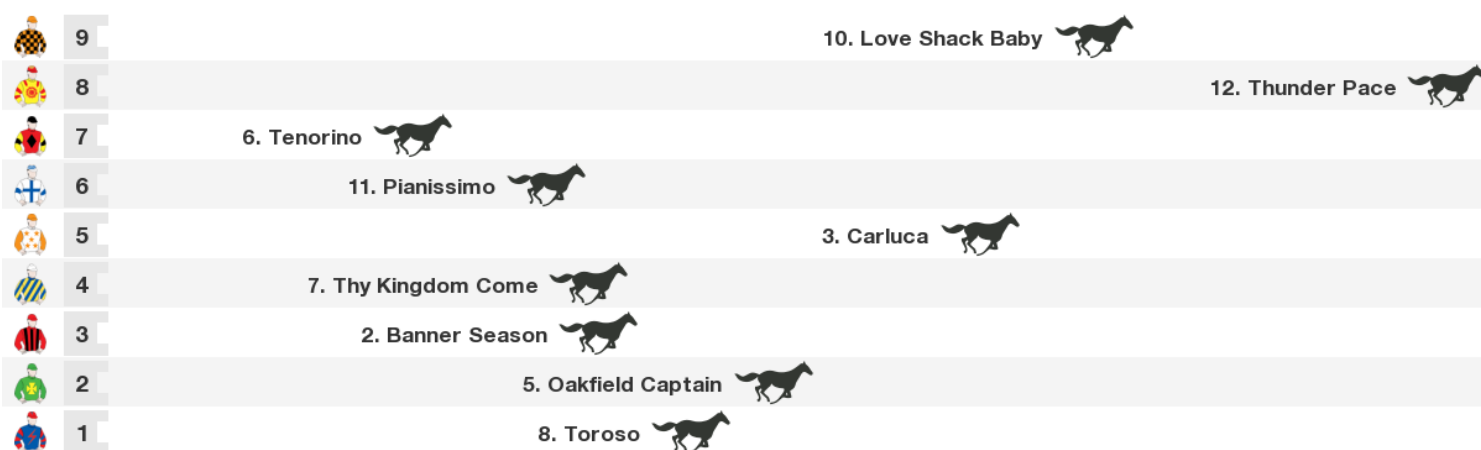 9 10. Love Shack Baby
8 12. Thunder Pace
7 6. Tenorino
6 11. Pianissimo
5 3. Carluca
4 7. Thy Kingdom Come
3 2. Banner Season
2 5. Oakfield Captain
1 8. Toroso